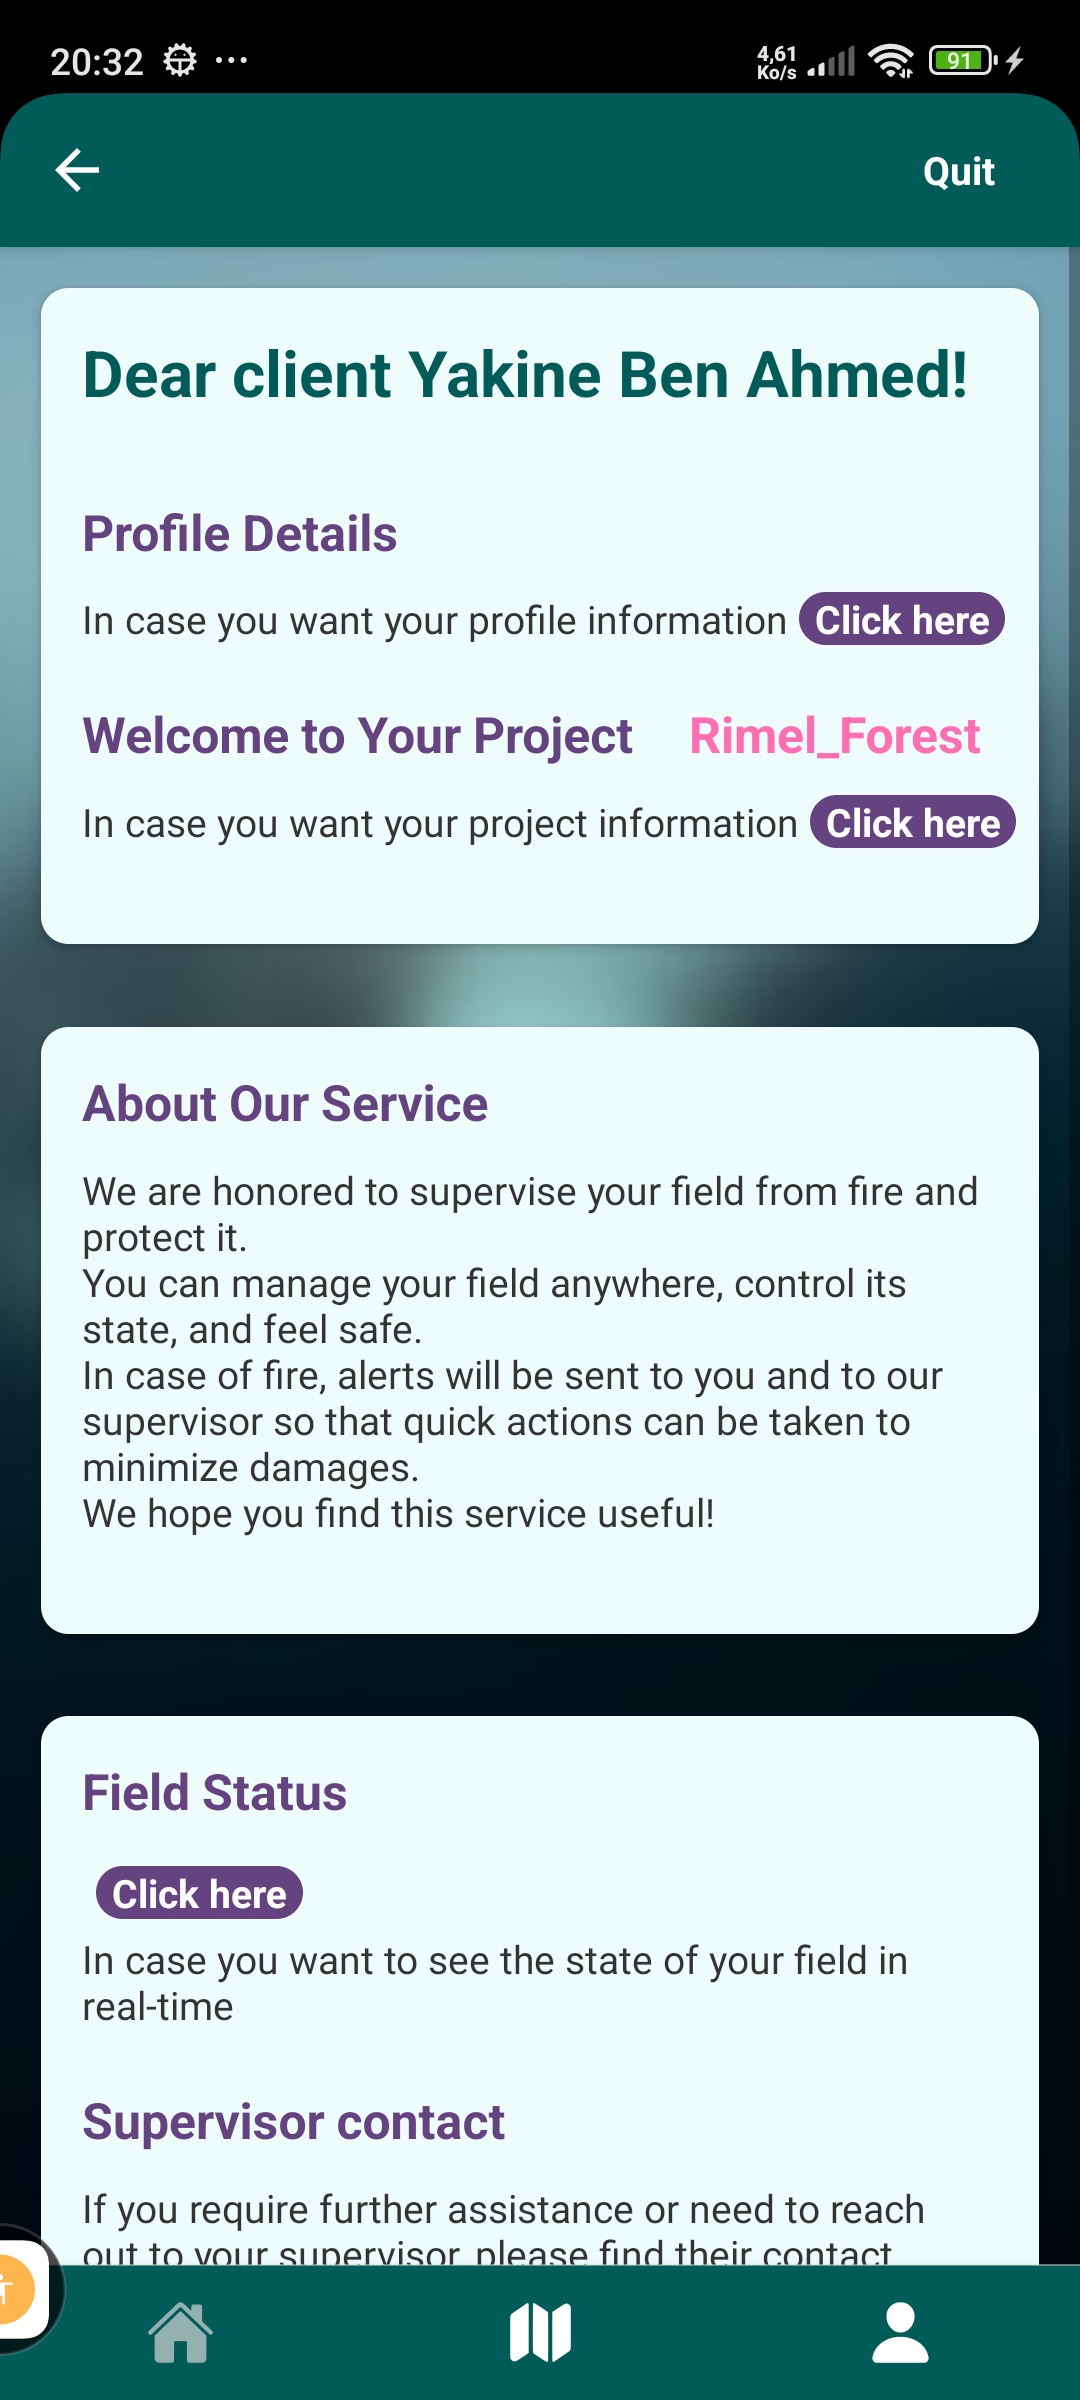 20:32
4,61
Ko/s
91
Quit
Dear client Yakine Ben Ahmed!
Profile Details
In case you want your profile information Click here
Welcome to Your Project Rimel_Forest
In case you want your project information Click here
About Our Service
We are honored to supervise your field from fire and
protect it.
You can manage your field anywhere, control its
state, and feel safe.
In case of fire, alerts will be sent to you and to our
supervisor so that quick actions can be taken to
minimize damages.
We hope you find this service useful!
Field Status
Click here
In case you want to see the state of your field in
real-time
Supervisor contact
If you require further assistance or need to reach
out to your supervisor, please find their contact